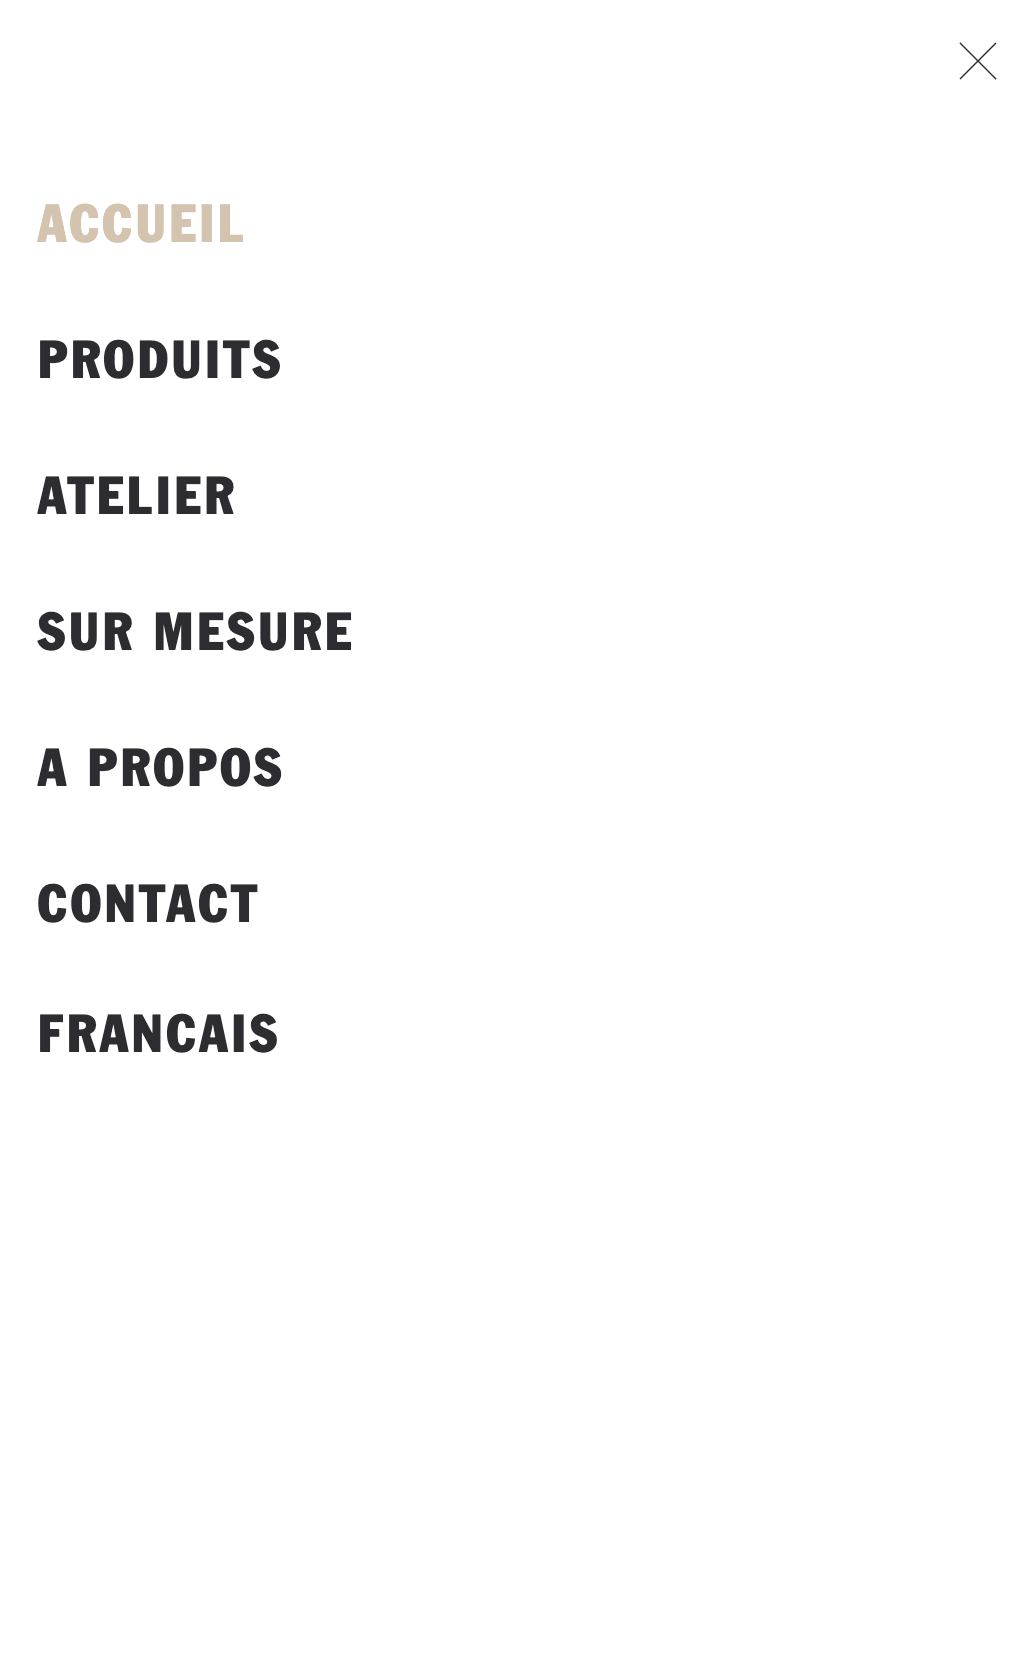 ACCUEIL
PRODUITS
ATELIER
SUR MESURE
A PROPOS
CONTACT
FRANCAIS